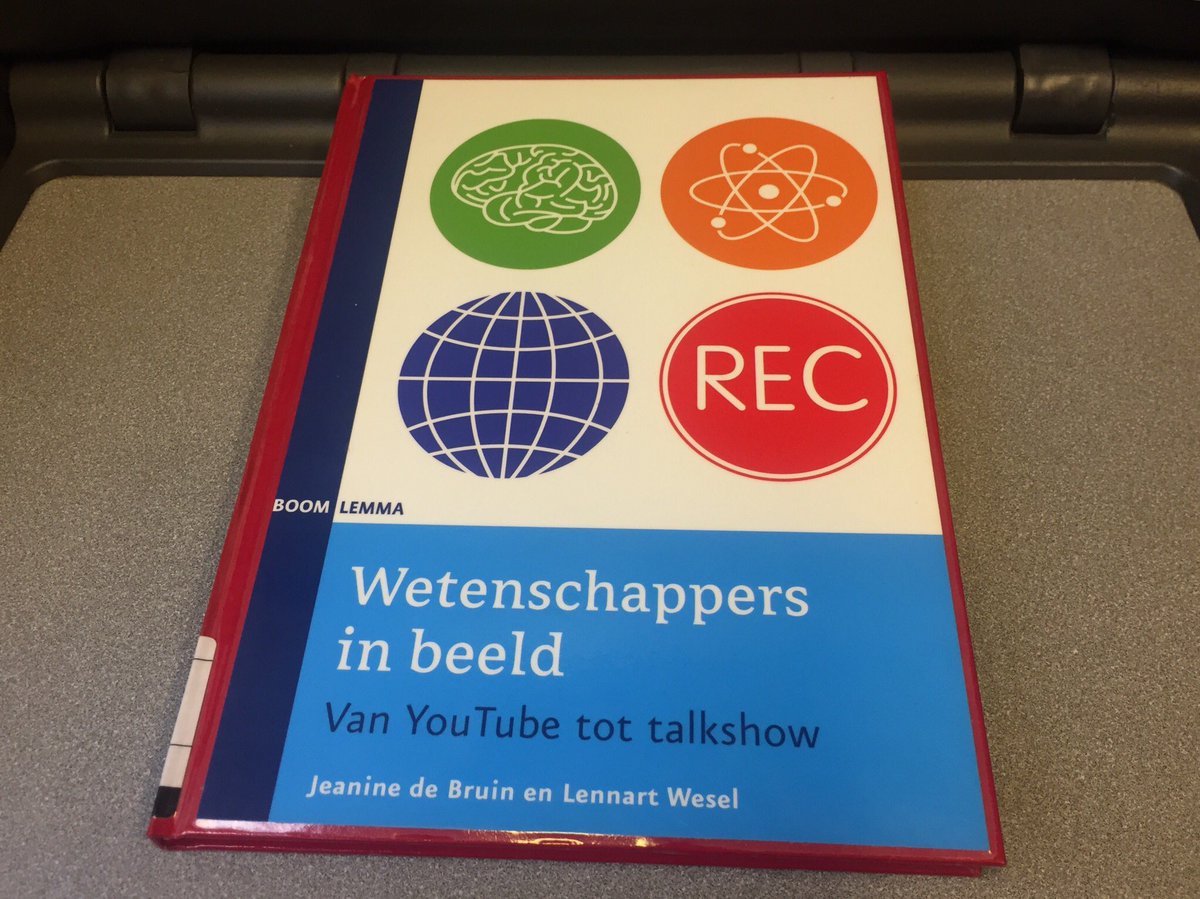 REC
BOOM LEMMA
Wetenschappers
in beeld
Van YouTube tot talkshow
Jeanine de Bruin en Lennart Wesel